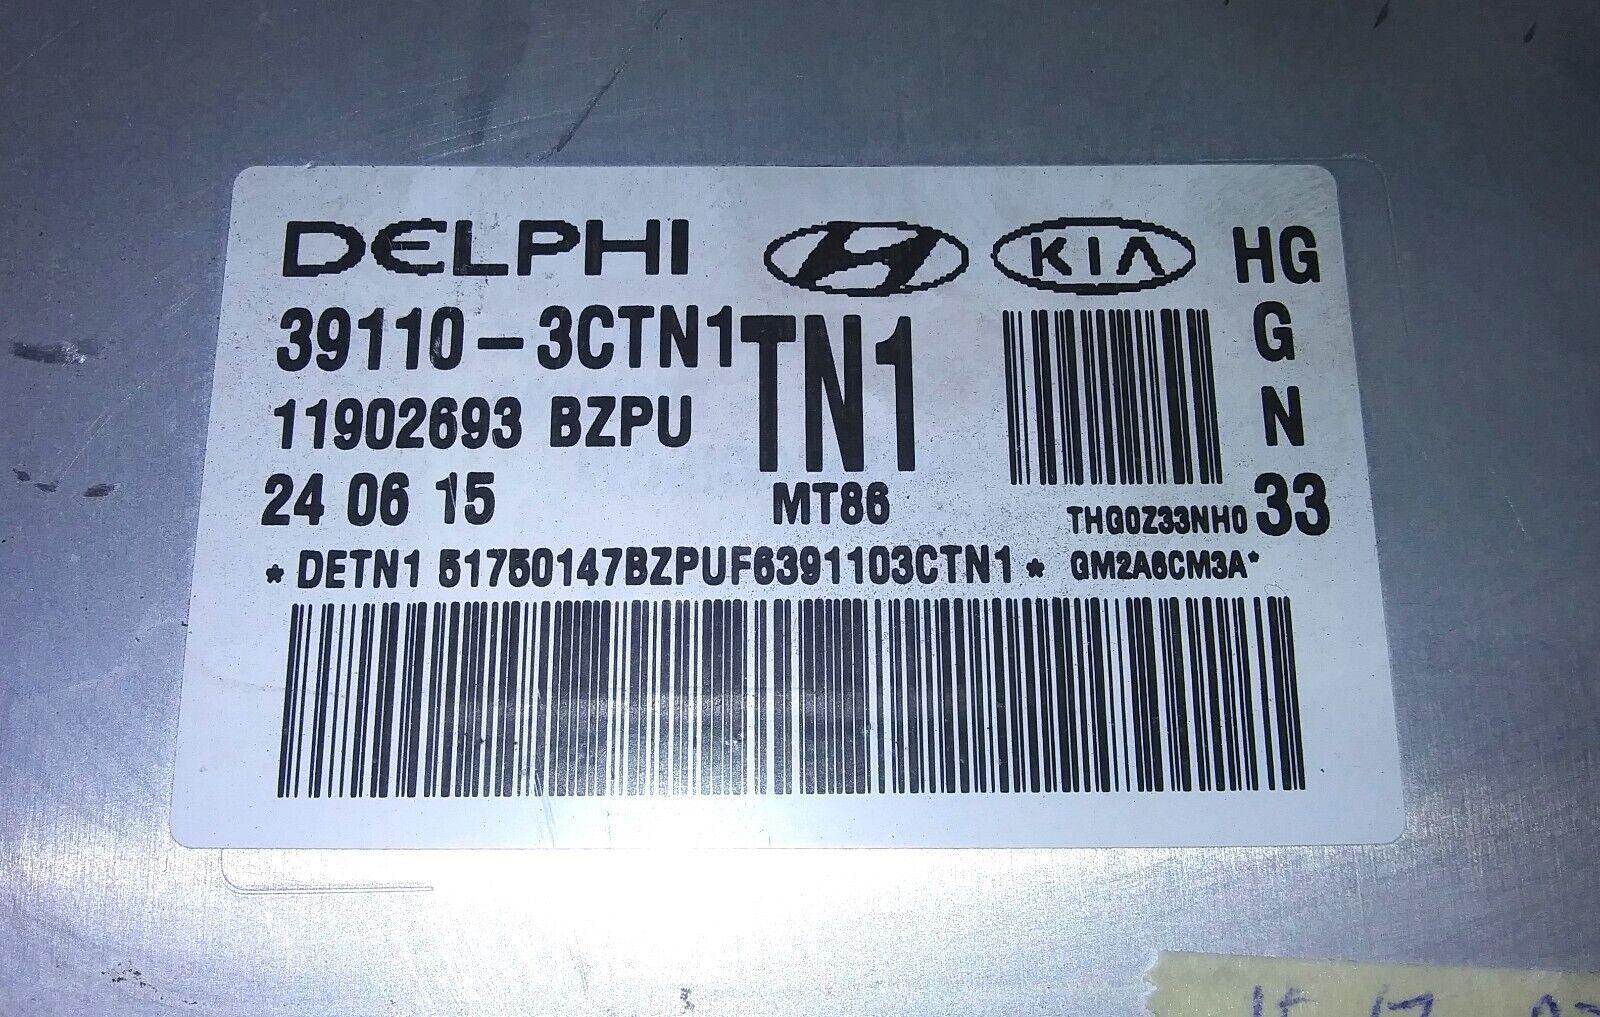 DELPHI KIA HG
39110-3CTN1 TN1 G
11902693 BZPU N
24 06 15 MT86 THG0Z33NH0 33
*DETN1 51750147BZPUF6391103CTN1* GM2A6CM3A*